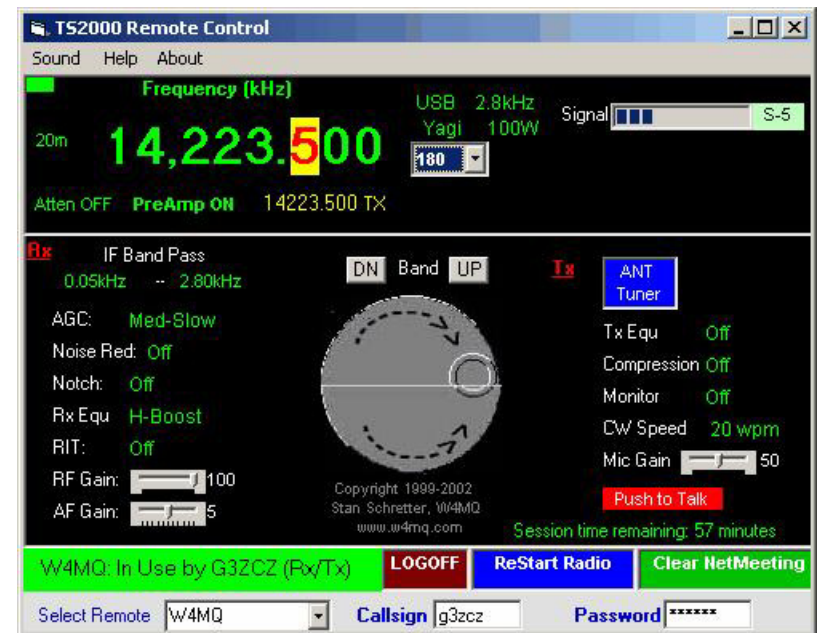 TS2000 Remote Control
Sound Help About
Frequency (kHz)
USB 2.8kHz
Signal S-5
20m 14,223.500
Yagi 100W
180
Atten OFF PreAmp ON 14223.500 TX
Rx IF Band Pass
0.05kHz -- 2.80kHz
AGC: Med-Slow
Noise Red: Off
Notch: Off
Rx Equ H-Boost
RIT: Off
RF Gain: 100
AF Gain: 5
DN Band UP
Copyright 1999-2002
Stan Schretter, W4MQ
www.w4mq.com
Tx ANT
Tuner
Tx Equ Off
Compression Off
Monitor Off
CW Speed 20 wpm
Mic Gain 50
Push to Talk
Session time remaining: 57 minutes
W4MQ: In Use by G3ZCZ (Rx/Tx) LOGOFF ReStart Radio Clear NetMeeting
Select Remote W4MQ Callsign g3zcz Password ******